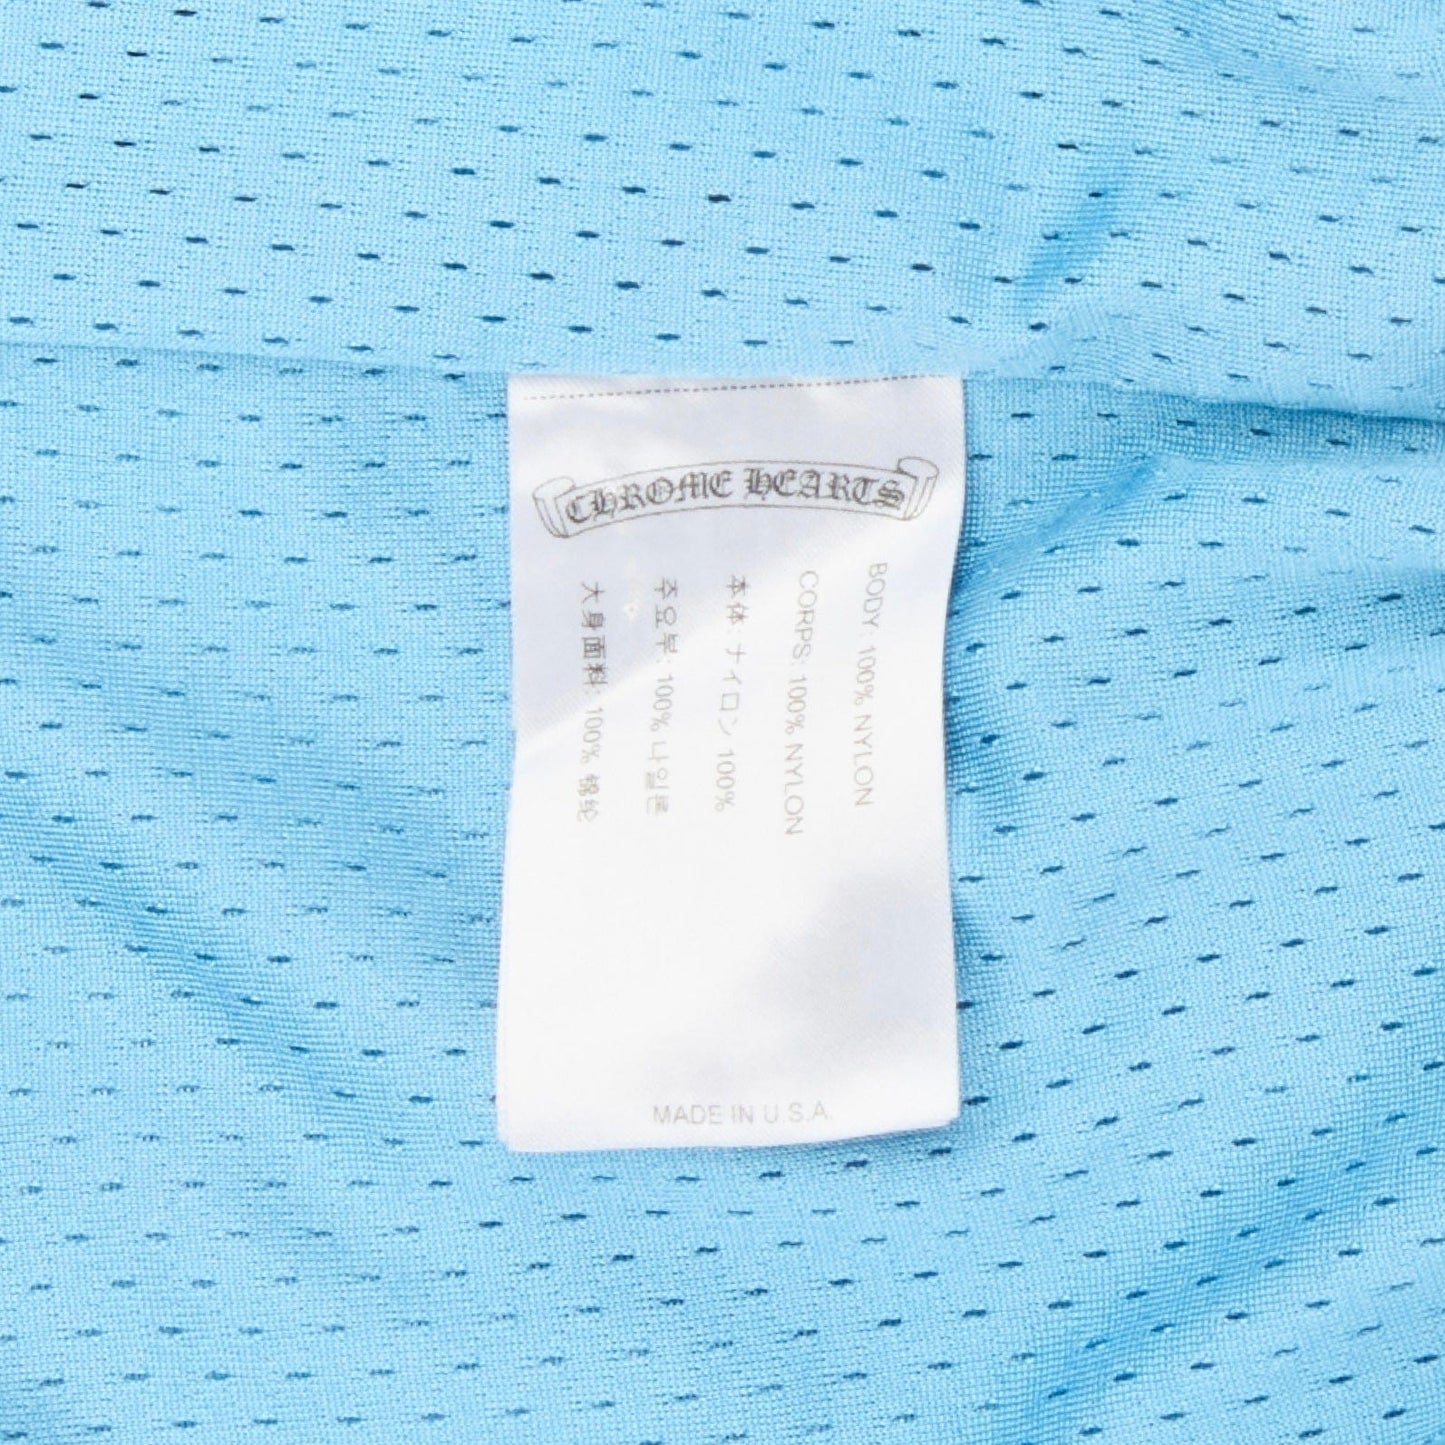 CHROME HEARTS
BODY: 100% NYLON
CORPS: 100% NYLON
本体: ナイロン 100%
주요부: 100% 나일론
大身面料: 100% 锦纶
MADE IN U.S.A.